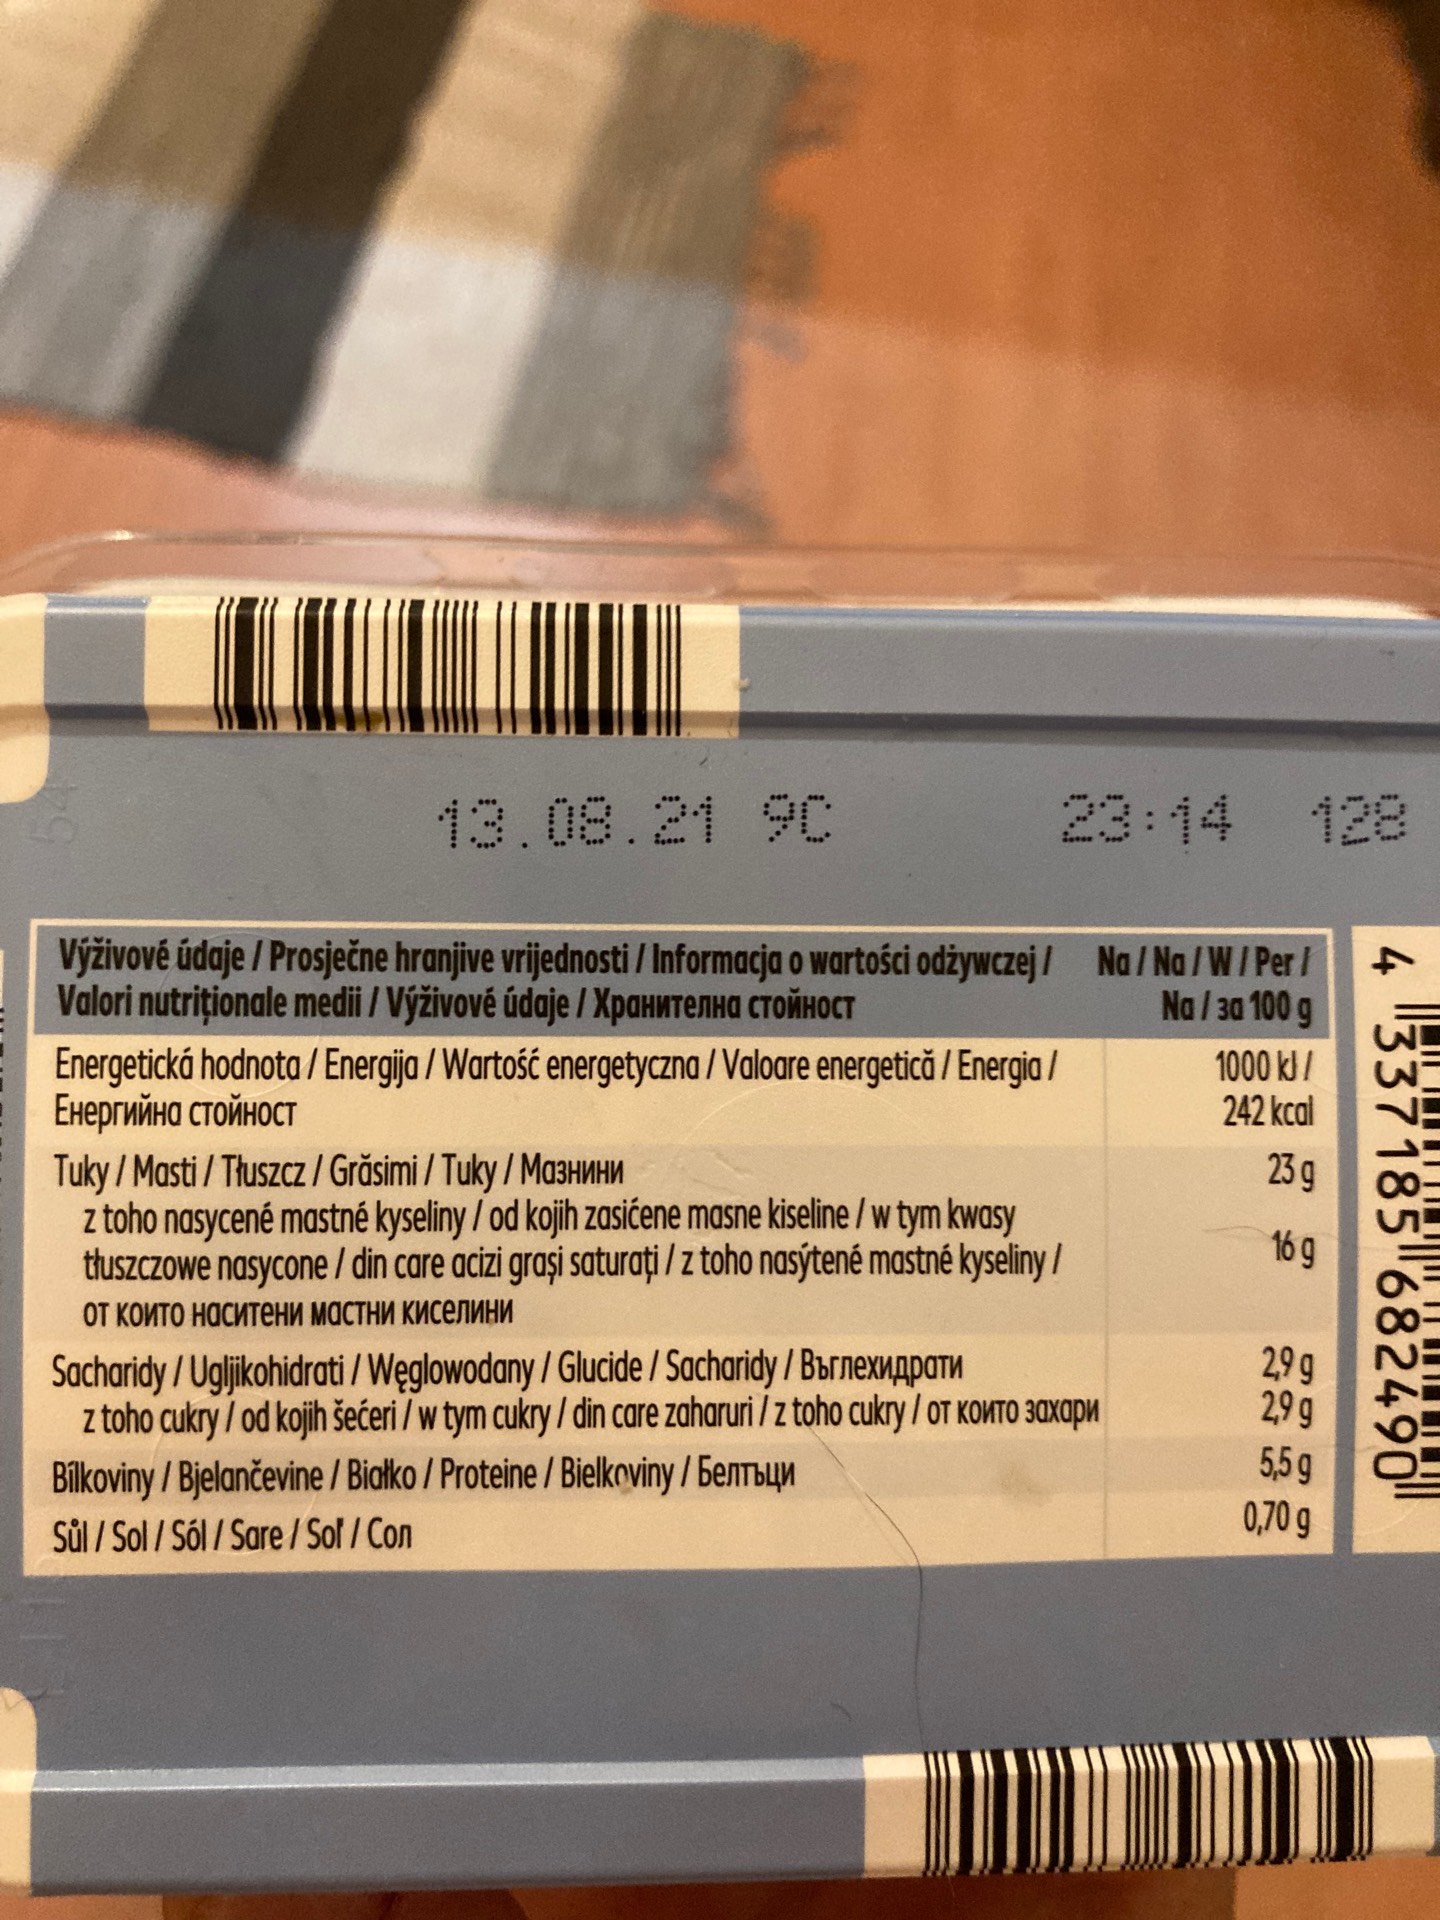 13.08.21 9C 23:14 128
Výživové údaje / Prosječne hranjive vrijednosti / Informacja o wartości odżywczej / Na / Na / W / Per /
Valori nutriționale medii / Výživové údaje / Хранителна стойност Na / за 100 g
Energetická hodnota / Energija / Wartość energetyczna / Valoare energetică / Energia / 1000 kJ /
Енергийна стойност 242 kcal
Tuky / Masti / Tłuszcz / Grăsimi / Tuky / Мазнини 23 g
z toho nasycené mastné kyseliny / od kojih zasićene masne kiseline / w tym kwasy
tłuszczowe nasycone / din care acizi grași saturați / z toho nasýtené mastné kyseliny / 16 g
от които наситени мастни киселини
Sacharidy / Ugljikohidrati / Węglowodany / Glucide / Sacharidy / Въглехидрати 2,9 g
z toho cukry / od kojih šećeri / w tym cukry / din care zaharuri / z toho cukry / от които захари 2,9 g
Bílkoviny / Bjelančevine / Białko / Proteine / Bielkoviny / Белтъци 5,5 g
Sůl / Sol / Sól / Sare / Soľ / Сол 0,70 g
4 337185 682490